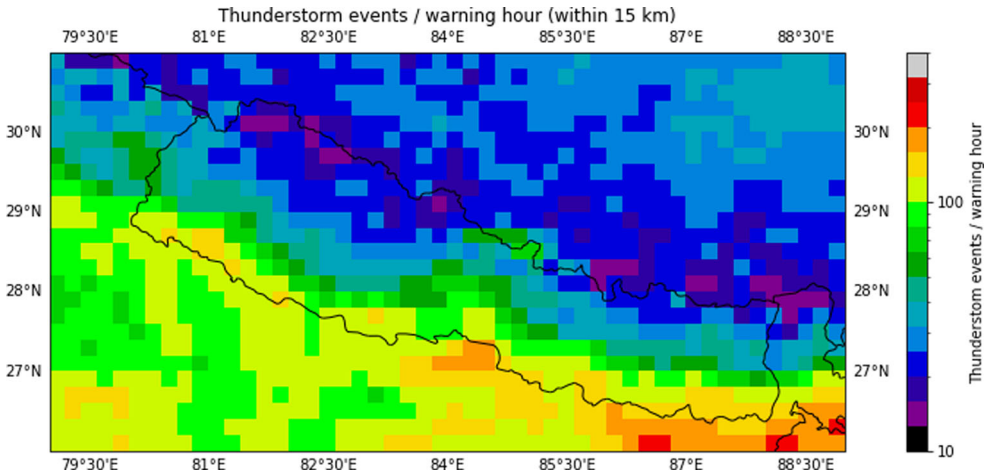 Thunderstorm events / warning hour (within 15 km)
79°30'E 81°E 82°30'E 84°E 85°30'E 87°E 88°30'E
30°N 30°N
29°N 29°N
28°N 28°N
27°N 27°N
79°30'E 81°E 82°30'E 84°E 85°30'E 87°E 88°30'E
100
10
Thunderstom events / warning hour